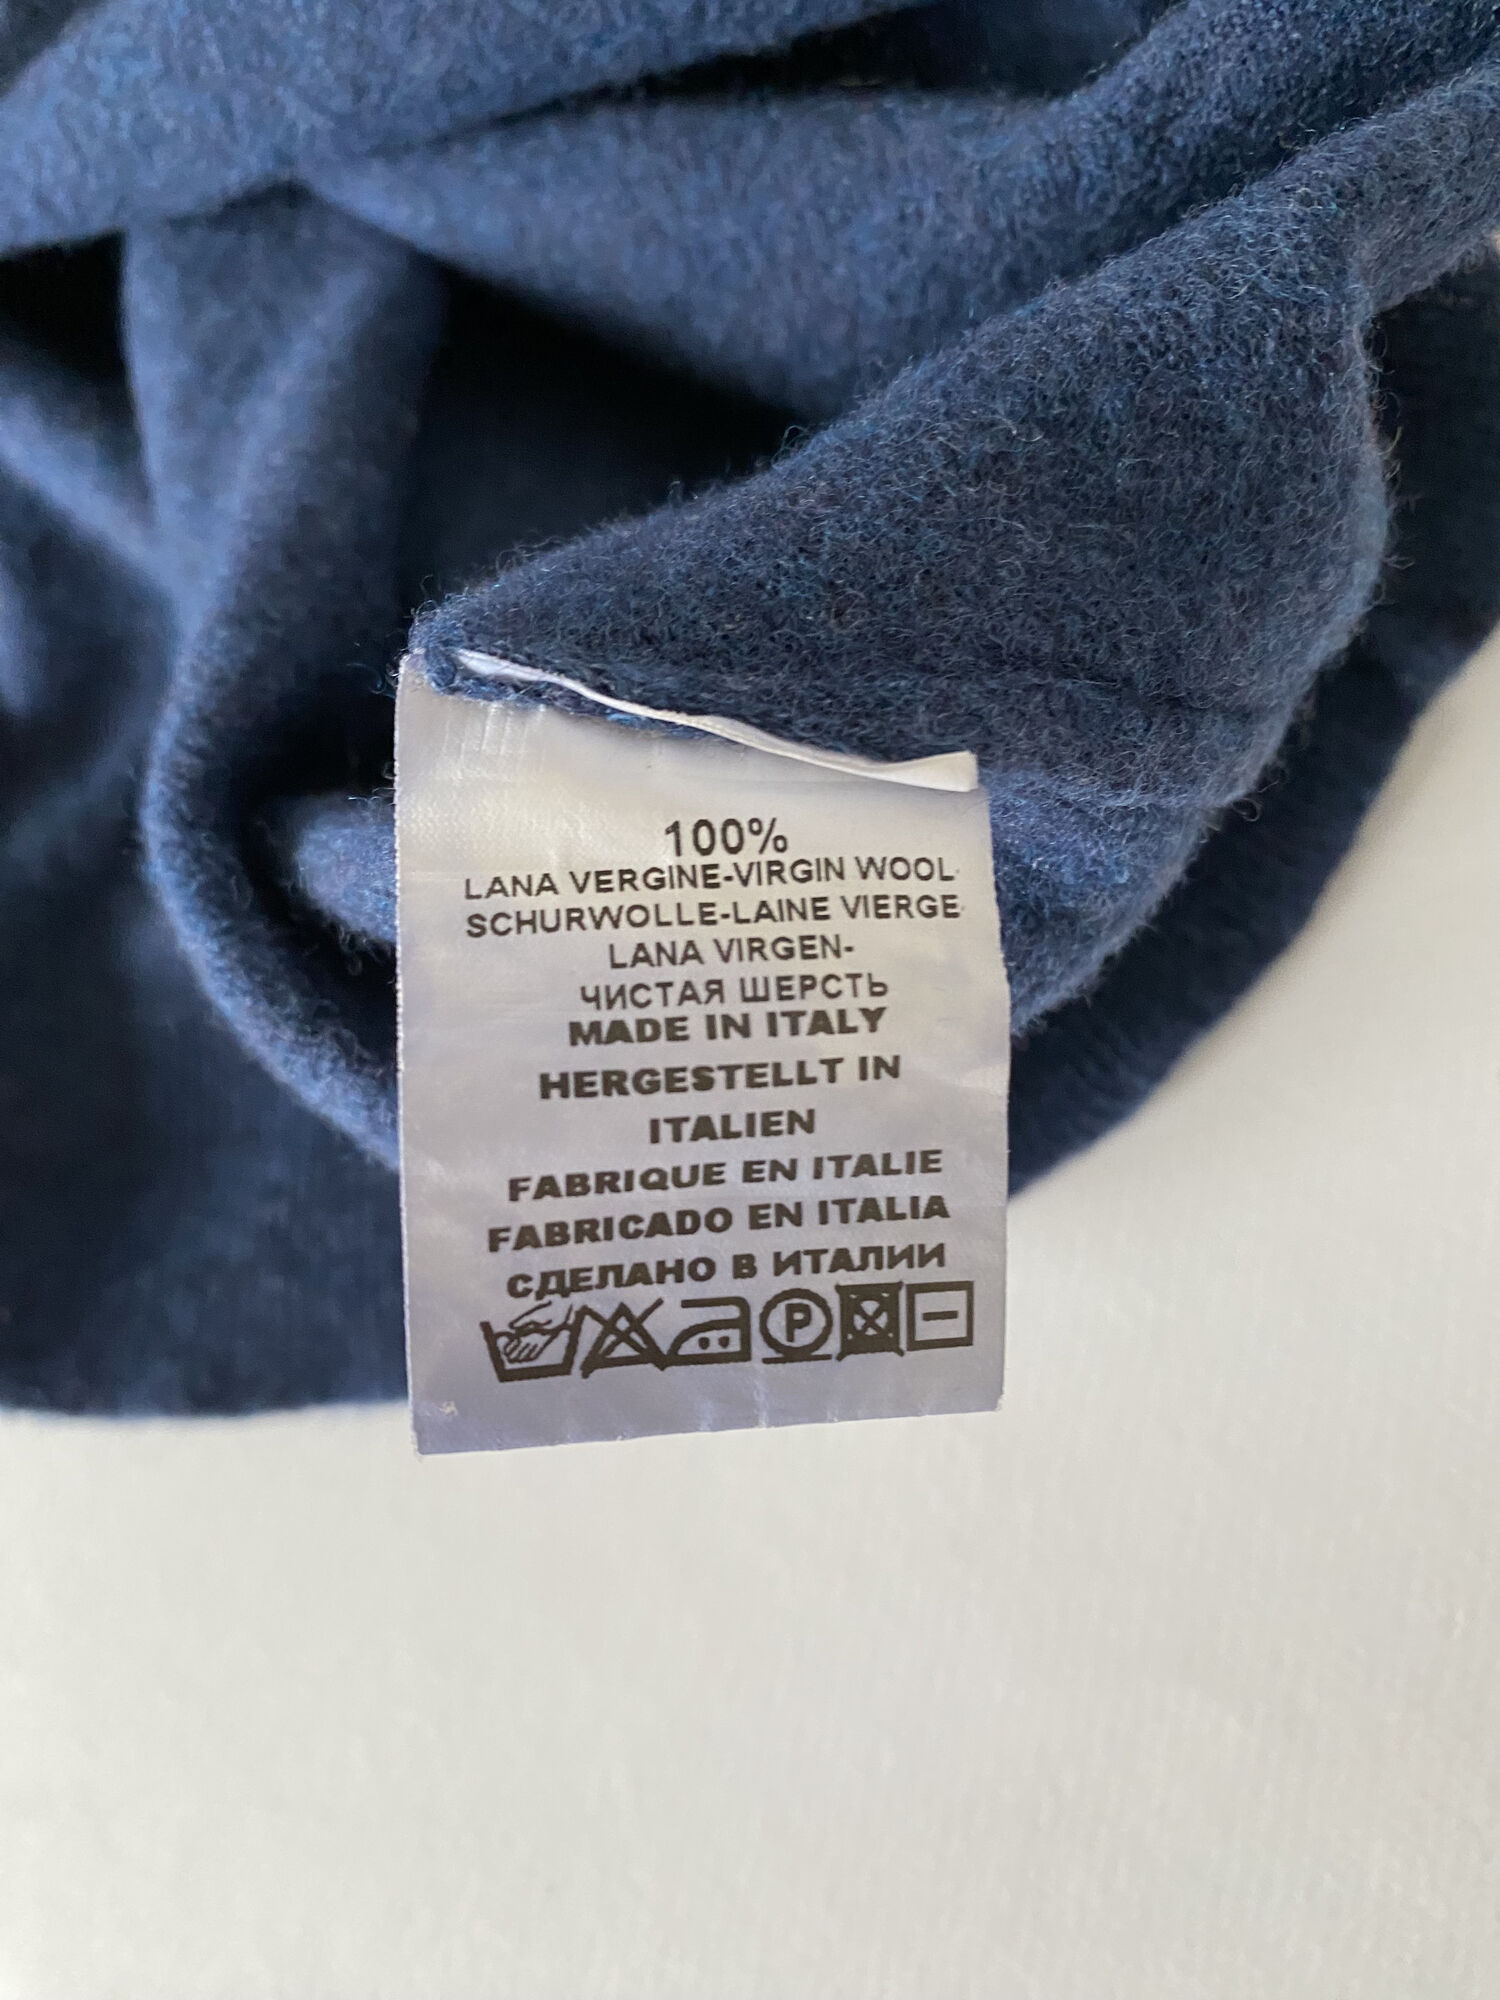 100%
LANA VERGINE-VIRGIN WOOL
SCHURWOLLE-LAINE VIERGE
LANA VIRGEN-
ЧИСТАЯ ШЕРСТЬ
MADE IN ITALY
HERGESTELLT IN
ITALIEN
FABRIQUE EN ITALIE
FABRICADO EN ITALIA
СДЕЛАНО В ИТАЛИИ
P